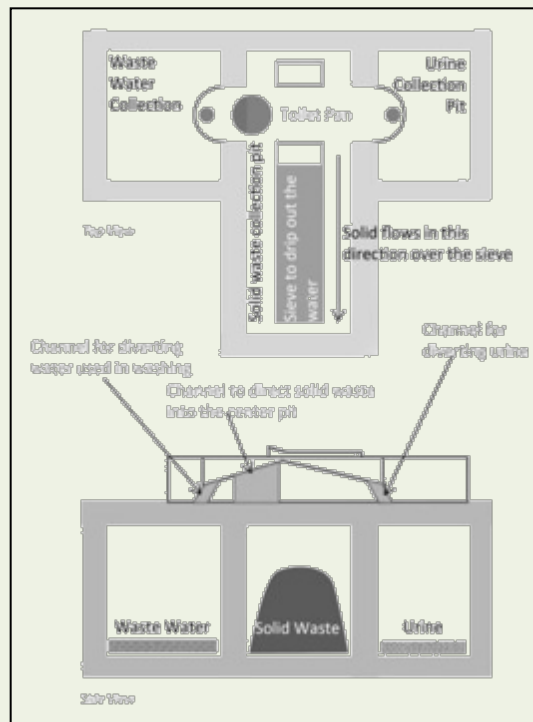 Waste
Water
Collection
Urine
Collection
Pit
Toilet Pan
Solid waste collection pit
Sieve to drip out the
water
Solid flows in this
direction over the sieve
Top View
Channel for diverting
water used in washing
Channel to direct solid waste
into the center pit
Channel for
diverting urine
Waste Water
Solid Waste
Urine
Side View